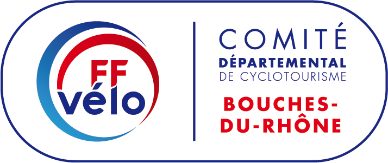 FF
vélo
COMITÉ
DÉPARTEMENTAL
DE CYCLOTOURISME
BOUCHES-
DU-RHÔNE